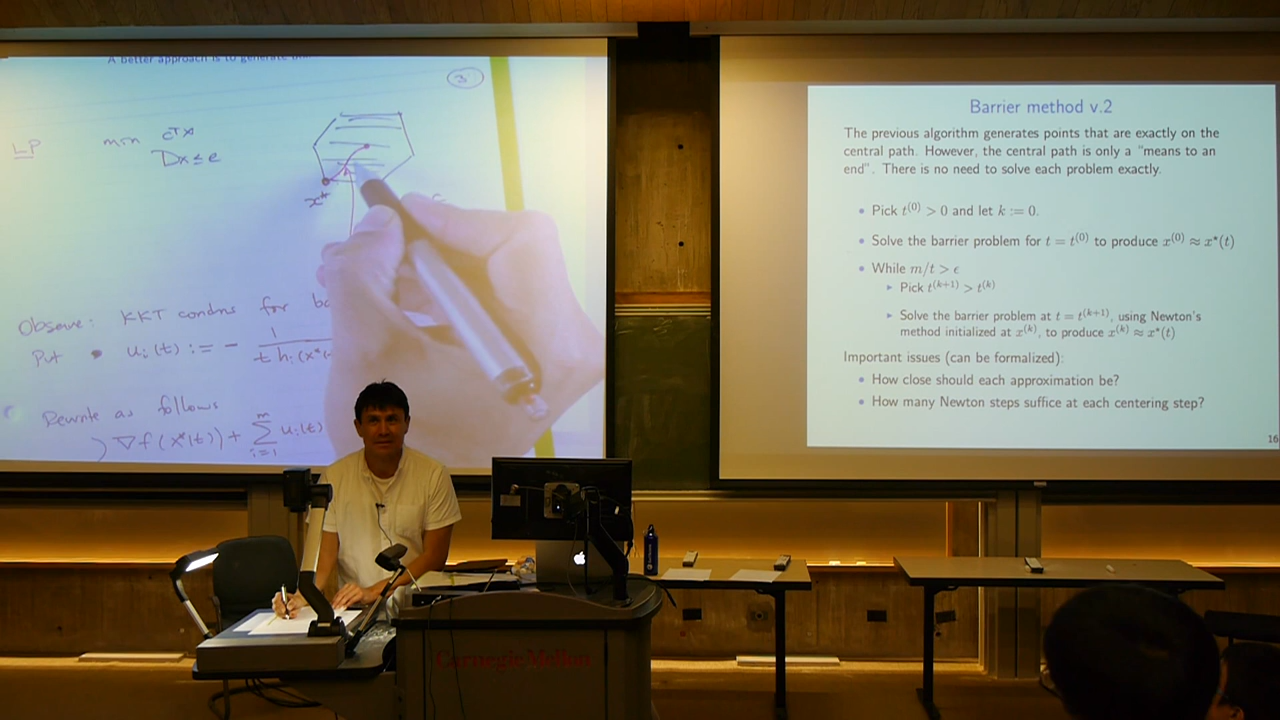 A better approach is to generate
3
LP min cᵀx
Dx ≤ e
x*
c
Observe: KKT condns for
Put • uᵢ(t) := - 1
t hᵢ(x*(
Rewrite as follows
∇f(x*(t)) + Σ uᵢ(t)
m
i=1
Barrier method v.2
The previous algorithm generates points that are exactly on the
central path. However, the central path is only a "means to an
end". There is no need to solve each problem exactly.
• Pick t⁽⁰⁾ > 0 and let k := 0.
• Solve the barrier problem for t = t⁽⁰⁾ to produce x⁽⁰⁾ ≈ x*(t)
• While m/t > ϵ
▸ Pick t⁽ᵏ⁺¹⁾ > t⁽ᵏ⁾
▸ Solve the barrier problem at t = t⁽ᵏ⁺¹⁾, using Newton's
method initialized at x⁽ᵏ⁾, to produce x⁽ᵏ⁾ ≈ x*(t)
Important issues (can be formalized):
• How close should each approximation be?
• How many Newton steps suffice at each centering step?
16
Carnegie Mellon